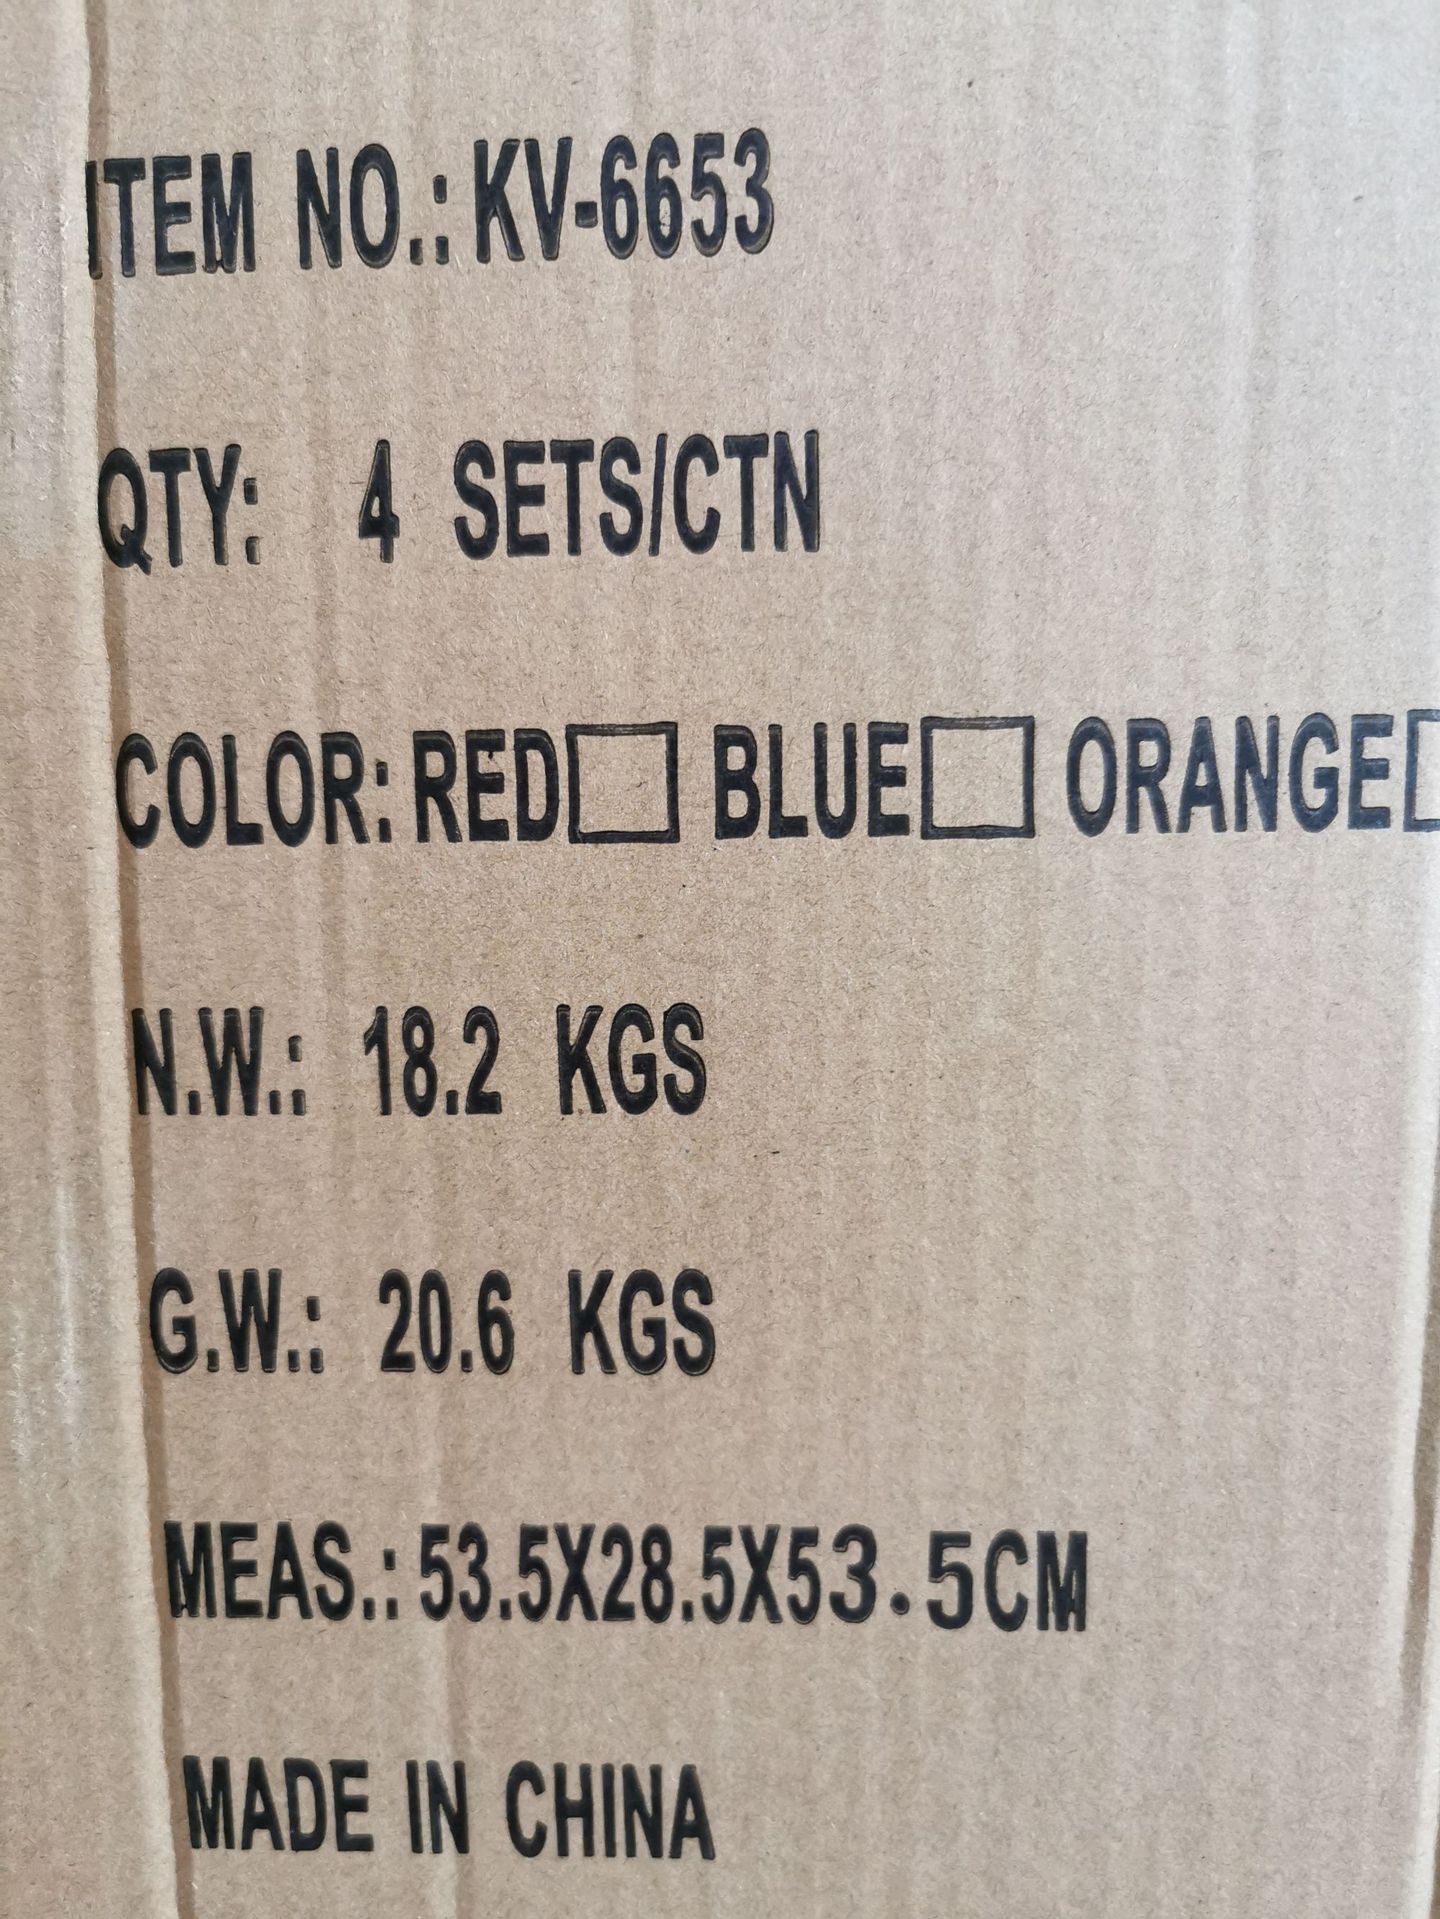 ITEM NO.: KV-6653
QTY: 4 SETS/CTN
COLOR: RED□ BLUE□ ORANGE□
N.W.: 18.2 KGS
G.W.: 20.6 KGS
MEAS.: 53.5X28.5X53.5CM
MADE IN CHINA